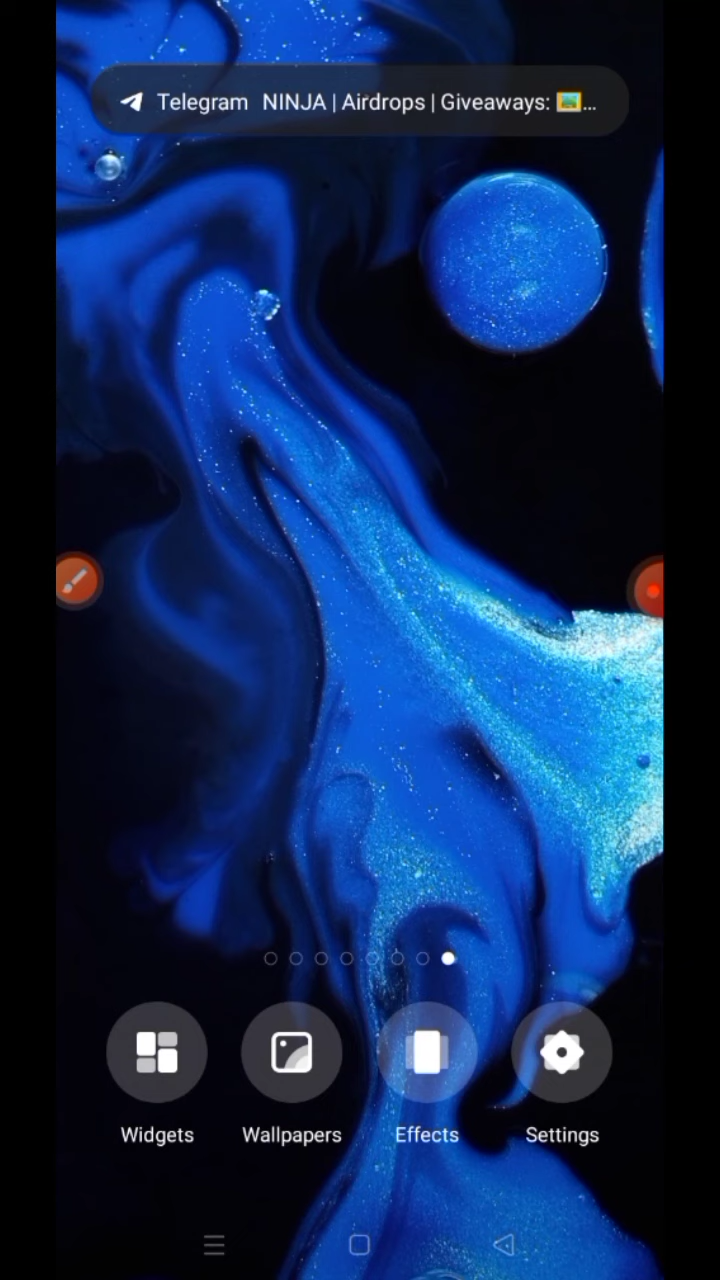 Telegram NINJA | Airdrops | Giveaways: 🖼️...
Widgets Wallpapers Effects Settings